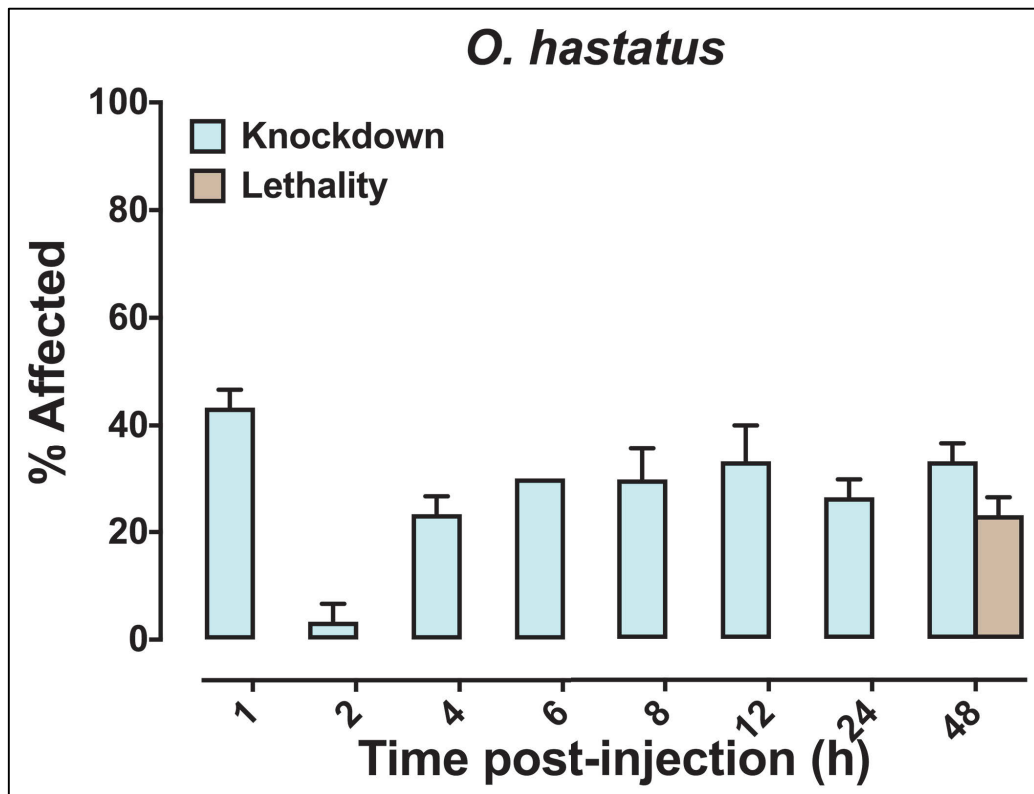 O. hastatus
100
80
60
40
20
0
% Affected
Knockdown
Lethality
1 2 4 6 8 12 24 48
Time post-injection (h)